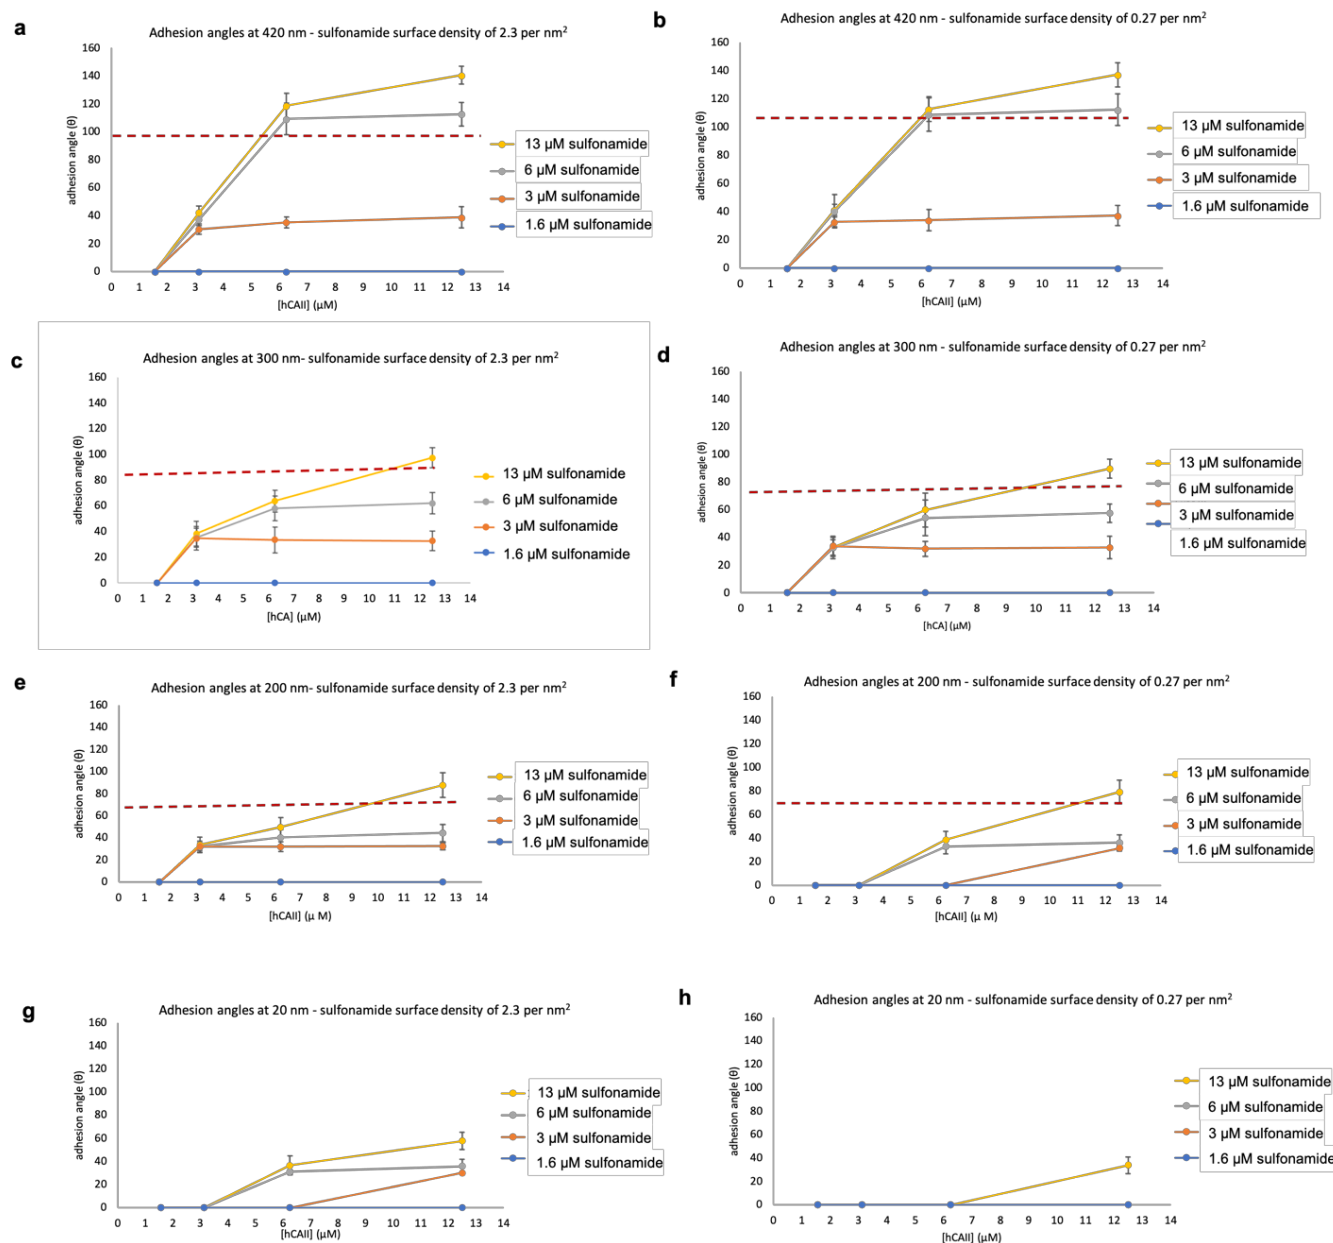 a
Adhesion angles at 420 nm - sulfonamide surface density of 2.3 per nm²
160
140
120
100
80
60
40
20
0
adhesion angle (θ)
0 1 2 3 4 5 6 7 8 9 10 11 12 13 14
[hCAII] (µM)
13 µM sulfonamide
6 µM sulfonamide
3 µM sulfonamide
1.6 µM sulfonamide
b
Adhesion angles at 420 nm - sulfonamide surface density of 0.27 per nm²
160
140
120
100
80
60
40
20
0
adhesion angle (θ)
0 1 2 3 4 5 6 7 8 9 10 11 12 13 14
[hCAII] (µM)
13 µM sulfonamide
6 µM sulfonamide
3 µM sulfonamide
1.6 µM sulfonamide
c
Adhesion angles at 300 nm- sulfonamide surface density of 2.3 per nm²
160
140
120
100
80
60
40
20
0
adhesion angle (θ)
0 1 2 3 4 5 6 7 8 9 10 11 12 13 14
[hCA] (µM)
13 µM sulfonamide
6 µM sulfonamide
3 µM sulfonamide
1.6 µM sulfonamide
d
Adhesion angles at 300 nm - sulfonamide surface density of 0.27 per nm²
160
140
120
100
80
60
40
20
0
adhesion angle (θ)
0 1 2 3 4 5 6 7 8 9 10 11 12 13 14
[hCA] (µM)
13 µM sulfonamide
6 µM sulfonamide
3 µM sulfonamide
1.6 µM sulfonamide
e
Adhesion angles at 200 nm- sulfonamide surface density of 2.3 per nm²
160
140
120
100
80
60
40
20
0
adhesion angle (θ)
0 1 2 3 4 5 6 7 8 9 10 11 12 13 14
[hCAII] (µ M)
13 µM sulfonamide
6 µM sulfonamide
3 µM sulfonamide
1.6 µM sulfonamide
f
Adhesion angles at 200 nm - sulfonamide surface density of 0.27 per nm²
160
140
120
100
80
60
40
20
0
adhesion angle (θ)
0 1 2 3 4 5 6 7 8 9 10 11 12 13 14
[hCAII] (µ M)
13 µM sulfonamide
6 µM sulfonamide
3 µM sulfonamide
1.6 µM sulfonamide
g
Adhesion angles at 20 nm - sulfonamide surface density of 2.3 per nm²
160
140
120
100
80
60
40
20
0
adhesion angle (θ)
0 1 2 3 4 5 6 7 8 9 10 11 12 13 14
[hCAII] (µM)
13 µM sulfonamide
6 µM sulfonamide
3 µM sulfonamide
1.6 µM sulfonamide
h
Adhesion angles at 20 nm - sulfonamide surface density of 0.27 per nm²
160
140
120
100
80
60
40
20
0
adhesion angle (θ)
0 1 2 3 4 5 6 7 8 9 10 11 12 13 14
[hCAII] (µM)
13 µM sulfonamide
6 µM sulfonamide
3 µM sulfonamide
1.6 µM sulfonamide